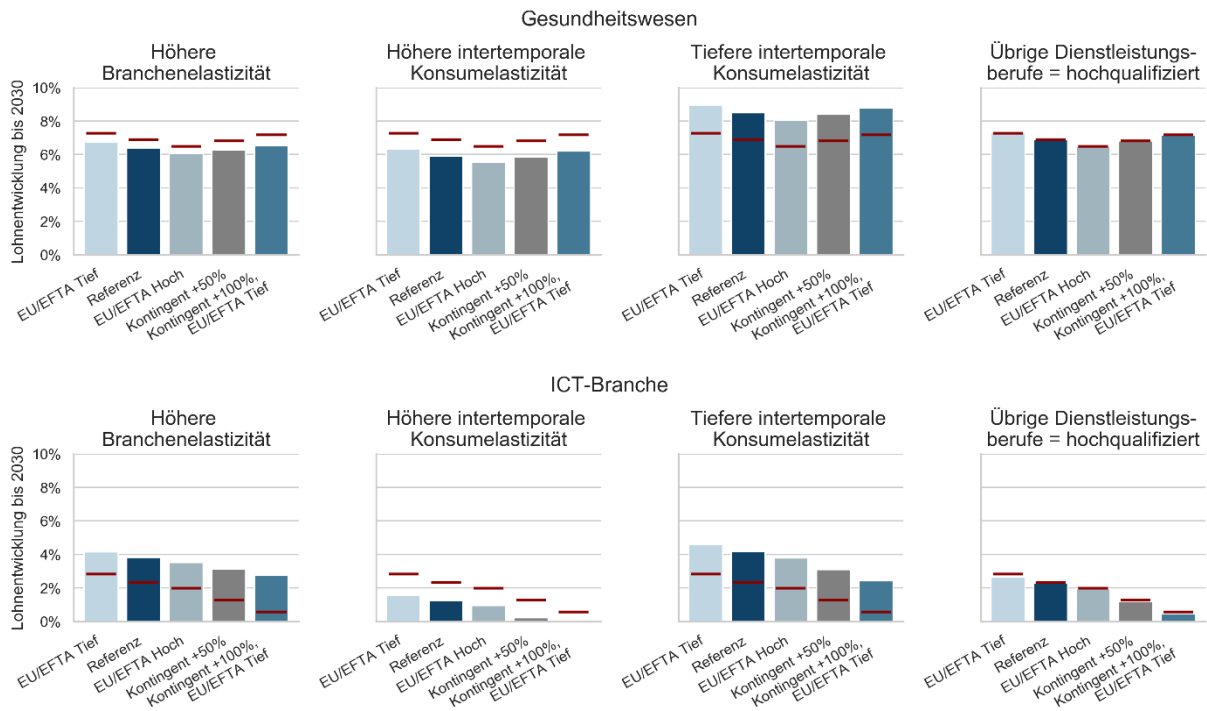 Gesundheitswesen
Höhere
Branchenelastizität
Höhere intertemporale
Konsumelastizität
Tiefere intertemporale
Konsumelastizität
Übrige Dienstleistungs-
berufe = hochqualifiziert
Lohnentwicklung bis 2030
10%
8%
6%
4%
2%
0%
EU/EFTA Tief
Referenz
EU/EFTA Hoch
Kontingent +50%
Kontingent +100%,
EU/EFTA Tief
EU/EFTA Tief
Referenz
EU/EFTA Hoch
Kontingent +50%
Kontingent +100%,
EU/EFTA Tief
EU/EFTA Tief
Referenz
EU/EFTA Hoch
Kontingent +50%
Kontingent +100%,
EU/EFTA Tief
EU/EFTA Tief
Referenz
EU/EFTA Hoch
Kontingent +50%
Kontingent +100%,
EU/EFTA Tief
ICT-Branche
Höhere
Branchenelastizität
Höhere intertemporale
Konsumelastizität
Tiefere intertemporale
Konsumelastizität
Übrige Dienstleistungs-
berufe = hochqualifiziert
Lohnentwicklung bis 2030
10%
8%
6%
4%
2%
0%
EU/EFTA Tief
Referenz
EU/EFTA Hoch
Kontingent +50%
Kontingent +100%,
EU/EFTA Tief
EU/EFTA Tief
Referenz
EU/EFTA Hoch
Kontingent +50%
Kontingent +100%,
EU/EFTA Tief
EU/EFTA Tief
Referenz
EU/EFTA Hoch
Kontingent +50%
Kontingent +100%,
EU/EFTA Tief
EU/EFTA Tief
Referenz
EU/EFTA Hoch
Kontingent +50%
Kontingent +100%,
EU/EFTA Tief